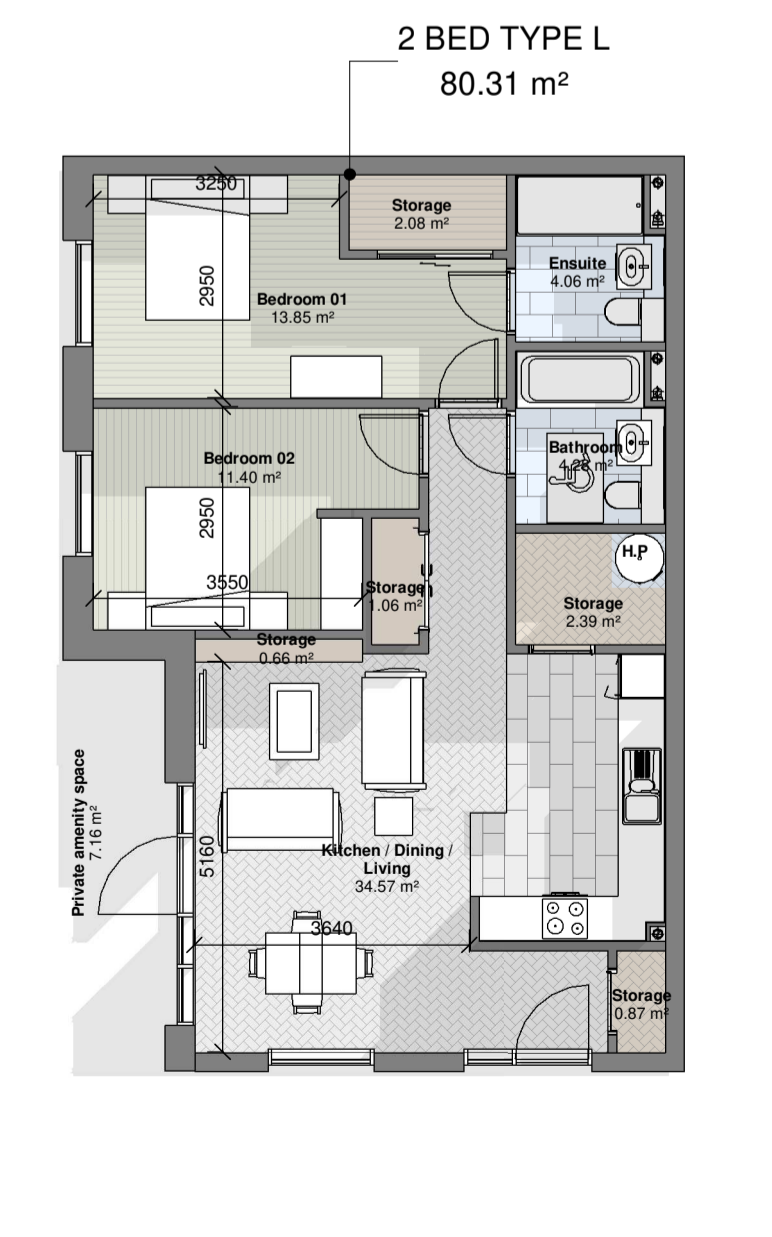 2 BED TYPE L
80.31 m²
3250
Storage
2.08 m²
Ensuite
4.06 m²
2950
Bedroom 01
13.85 m²
Bedroom 02
11.40 m²
Bathroom
4.28 m²
2950
H.P
3550
Storage
1.06 m²
Storage
2.39 m²
Storage
0.66 m²
Private amenity space
7.16 m²
5160
Kitchen / Dining /
Living
34.57 m²
3640
Storage
0.87 m²